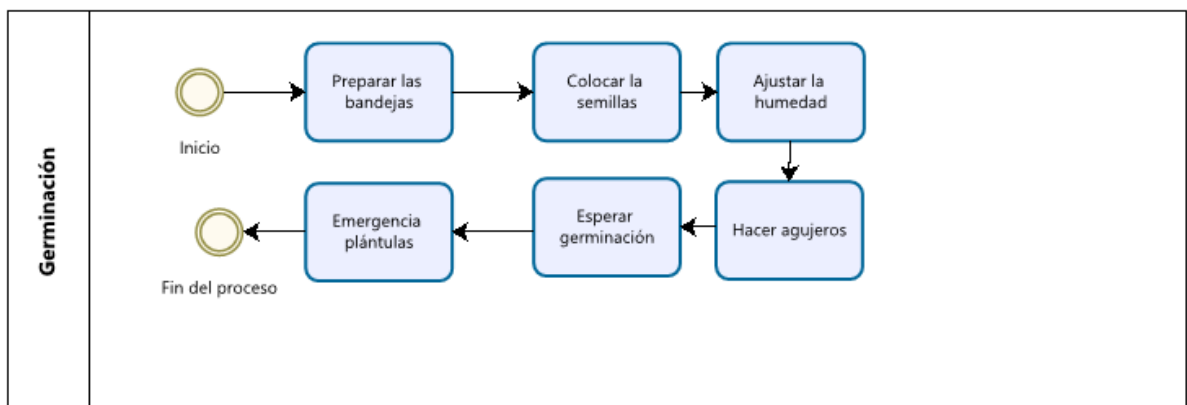 Germinación
Inicio
Preparar las
bandejas
Colocar la
semillas
Ajustar la
humedad
Hacer agujeros
Esperar
germinación
Emergencia
plántulas
Fin del proceso